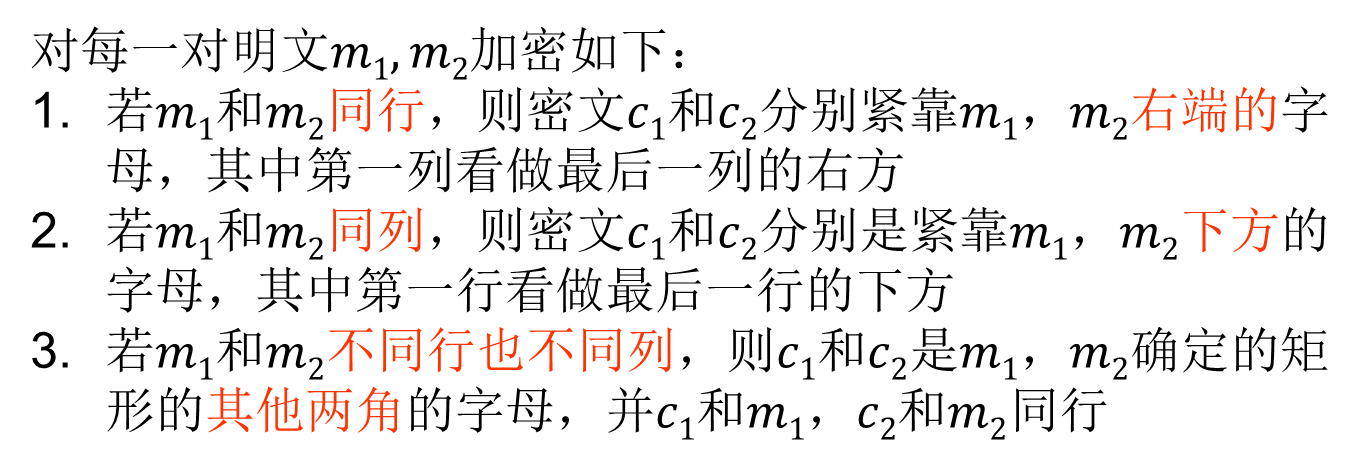 对每一对明文m₁,m₂加密如下：
1. 若m₁和m₂同行，则密文c₁和c₂分别紧靠m₁，m₂右端的字
母，其中第一列看做最后一列的右方
2. 若m₁和m₂同列，则密文c₁和c₂分别是紧靠m₁，m₂下方的
字母，其中第一行看做最后一行的下方
3. 若m₁和m₂不同行也不同列，则c₁和c₂是m₁，m₂确定的矩
形的其他两角的字母，并c₁和m₁，c₂和m₂同行